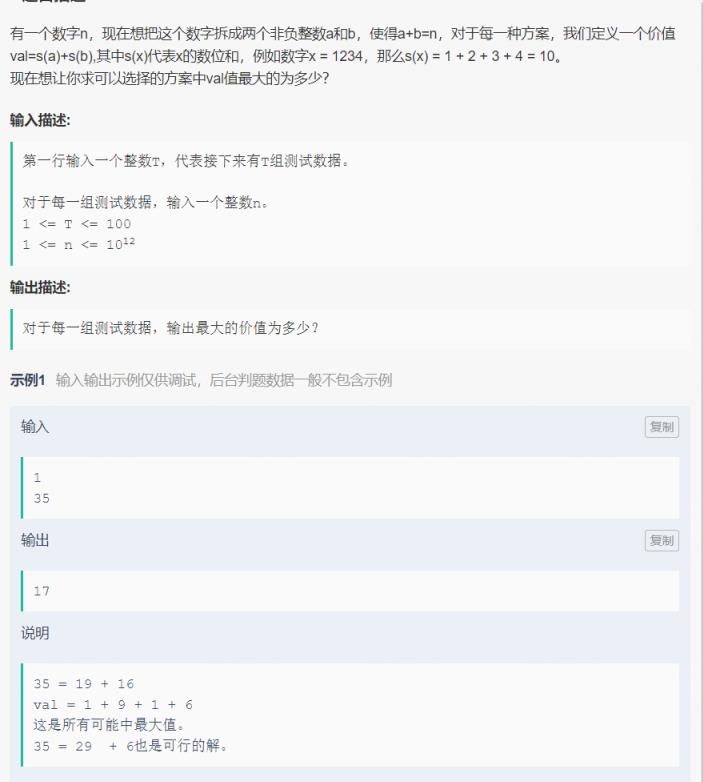 有一个数字n，现在想把这个数字拆成两个非负整数a和b，使得a+b=n，对于每一种方案，我们定义一个价值
val=s(a)+s(b),其中s(x)代表x的数位和，例如数字x = 1234，那么s(x) = 1 + 2 + 3 + 4 = 10。
现在想让你求可以选择的方案中val值最大的为多少？
输入描述:
第一行输入一个整数T，代表接下来有T组测试数据。
对于每一组测试数据，输入一个整数n。
1 <= T <= 100
1 <= n <= 10¹²
输出描述:
对于每一组测试数据，输出最大的价值为多少？
示例1 输入输出示例仅供调试，后台判题数据一般不包含示例
输入
复制
1
35
输出
复制
17
说明
35 = 19 + 16
val = 1 + 9 + 1 + 6
这是所有可能中最大值。
35 = 29  + 6也是可行的解。